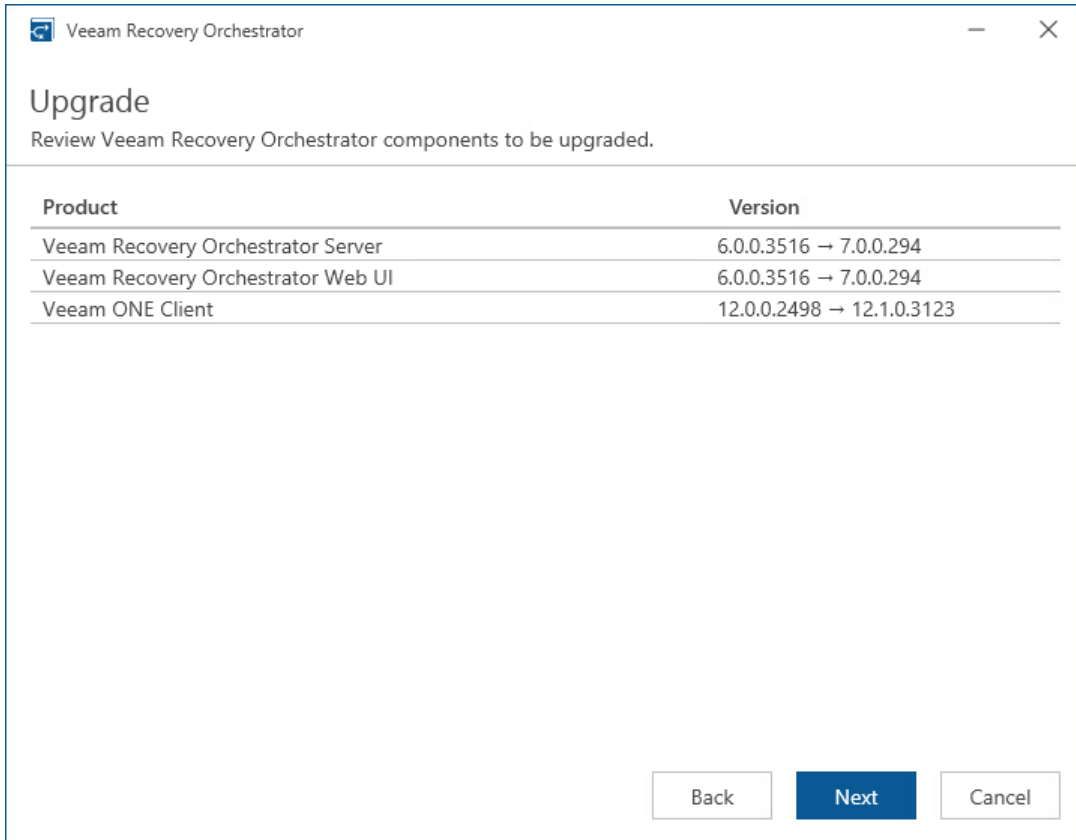 Veeam Recovery Orchestrator
Upgrade
Review Veeam Recovery Orchestrator components to be upgraded.
Product Version
Veeam Recovery Orchestrator Server 6.0.0.3516 → 7.0.0.294
Veeam Recovery Orchestrator Web UI 6.0.0.3516 → 7.0.0.294
Veeam ONE Client 12.0.0.2498 → 12.1.0.3123
Back Next Cancel